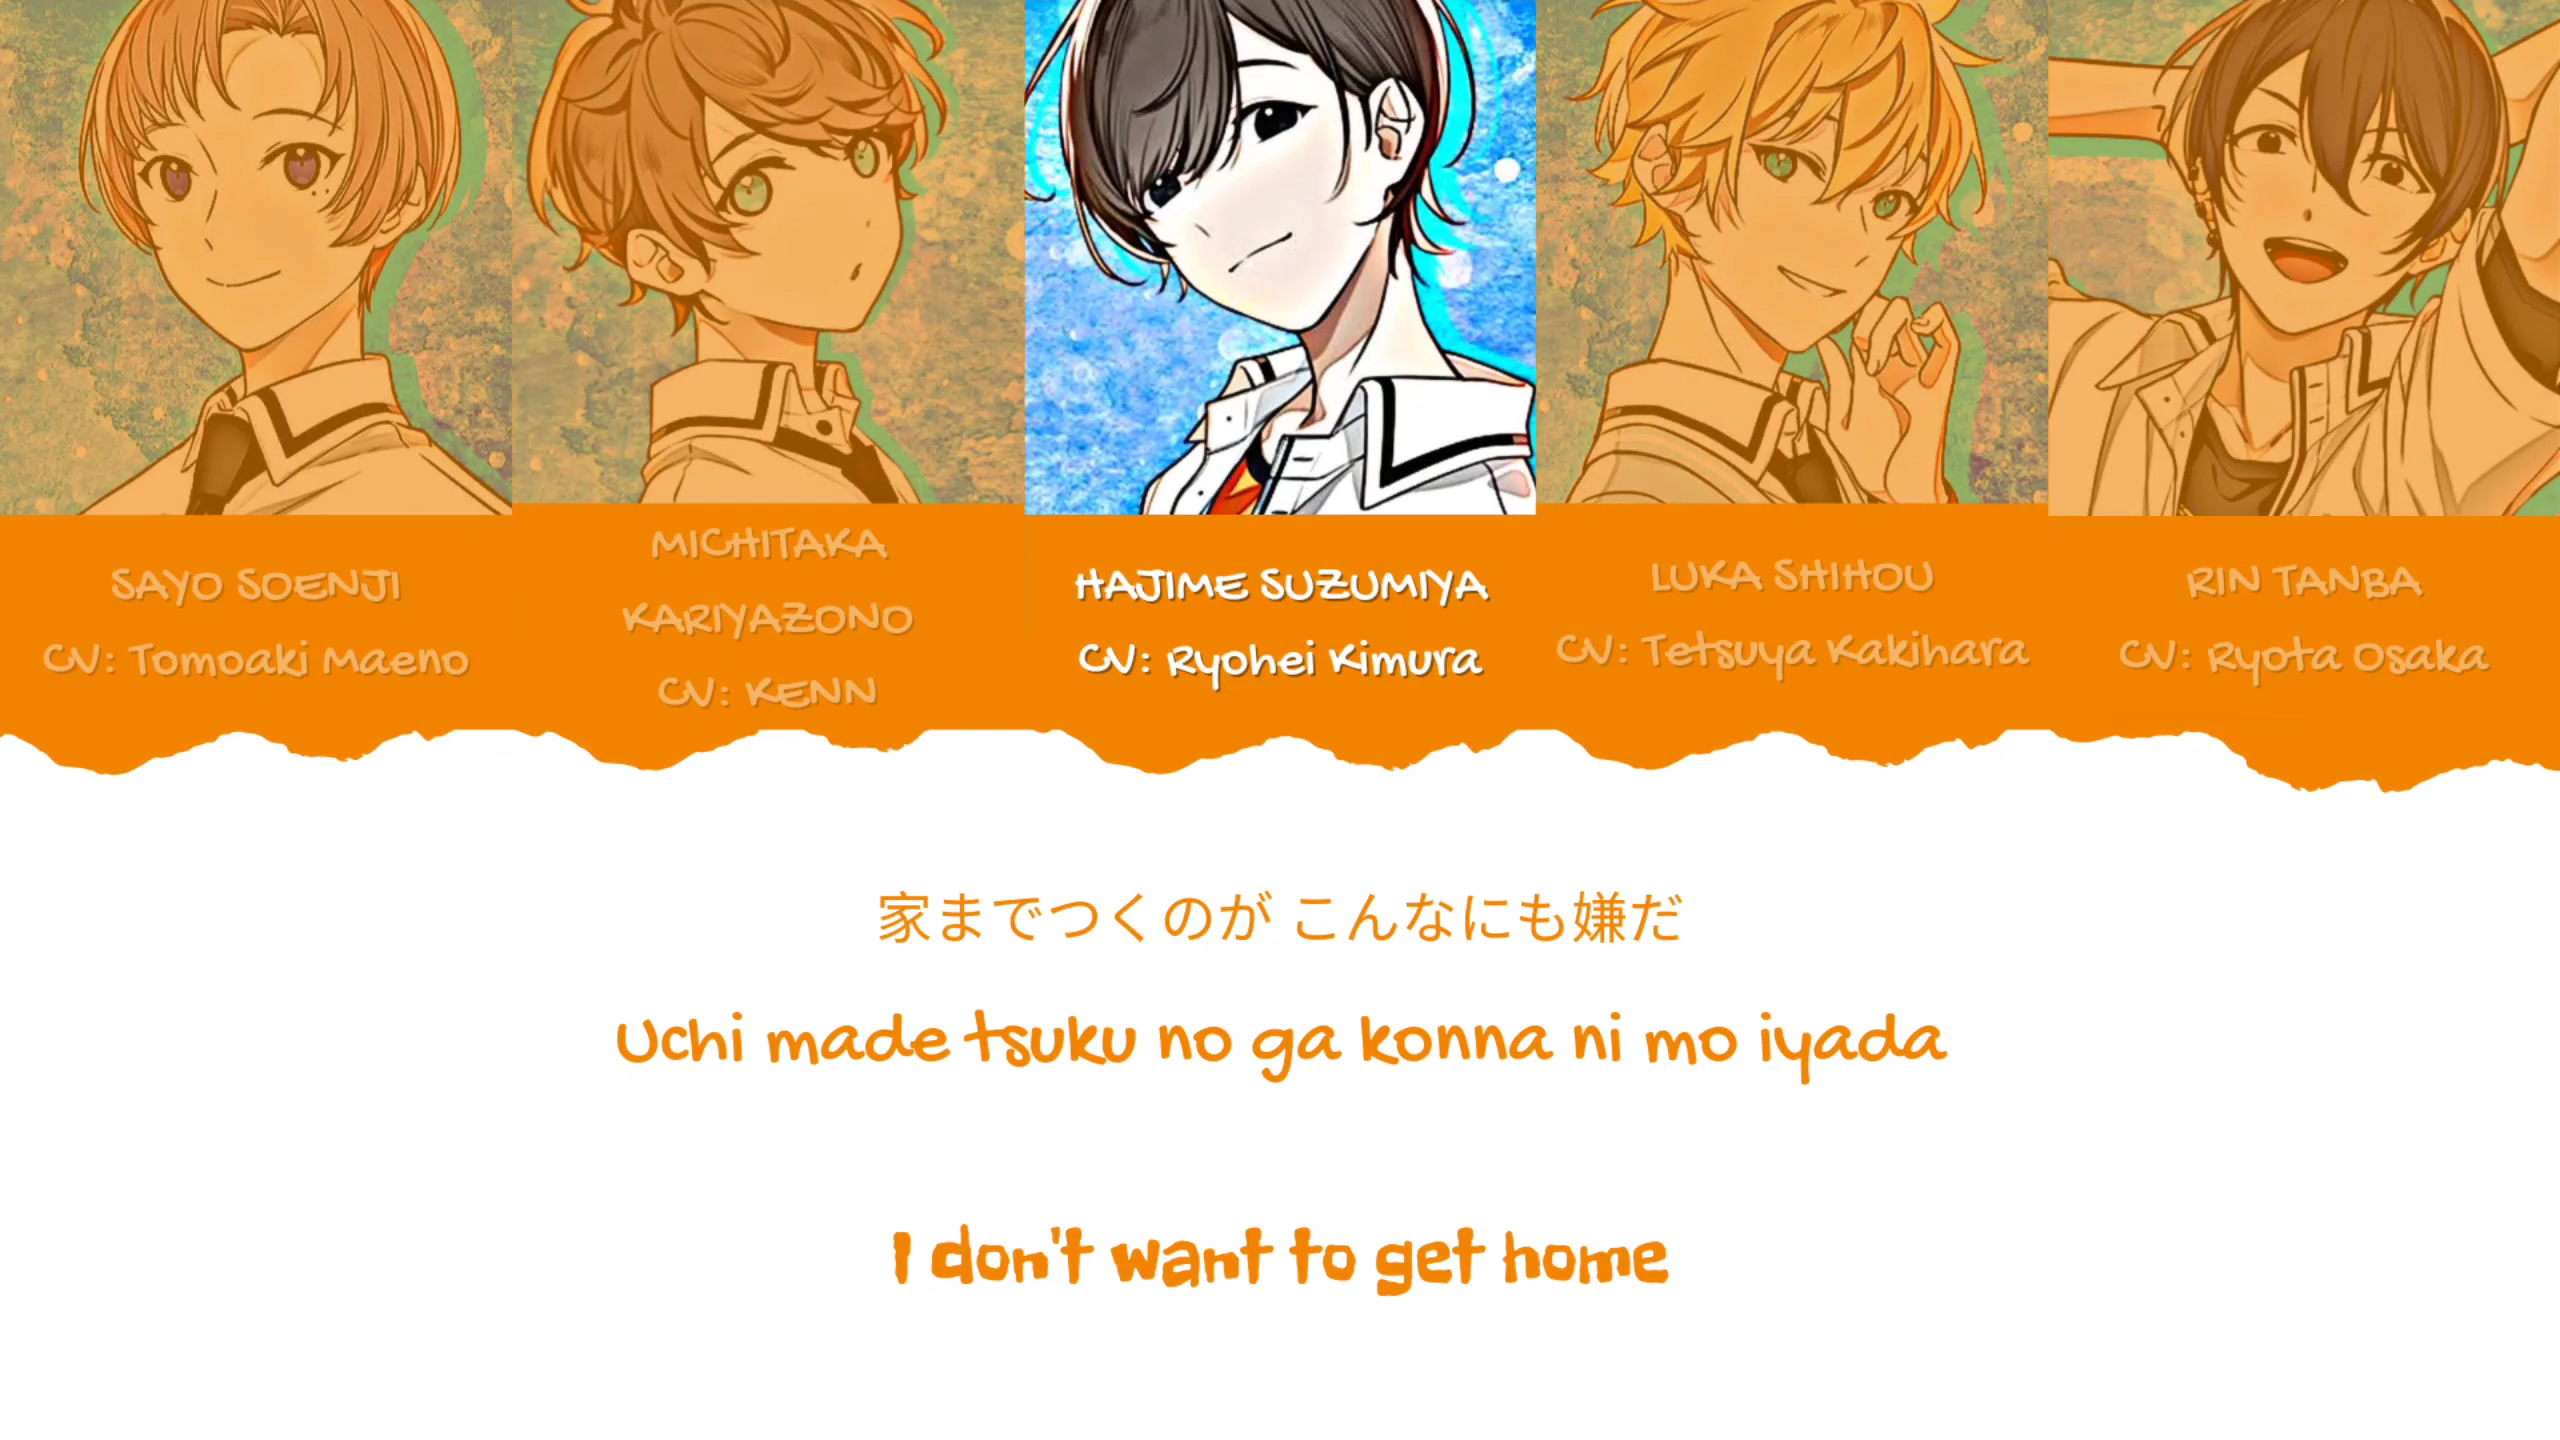 SAYO SOENJI
CV: Tomoaki Maeno
MICHITAKA
KARIYAZONO
CV: KENN
HAJIME SUZUMIYA
CV: Ryohei Kimura
LUKA SHIHOU
CV: Tetsuya Kakihara
RIN TANBA
CV: Ryota Osaka
家までつくのが こんなにも嫌だ
Uchi made tsuku no ga konna ni mo iyada
I don't want to get home